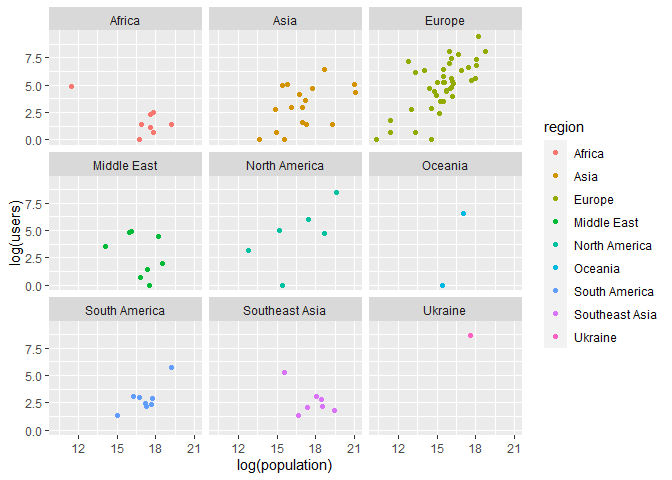 Africa
Asia
Europe
7.5
5.0
2.5
0.0
Middle East
North America
Oceania
7.5
5.0
2.5
0.0
South America
Southeast Asia
Ukraine
7.5
5.0
2.5
0.0
12 15 18 21
12 15 18 21
12 15 18 21
log(users)
log(population)
region
Africa
Asia
Europe
Middle East
North America
Oceania
South America
Southeast Asia
Ukraine